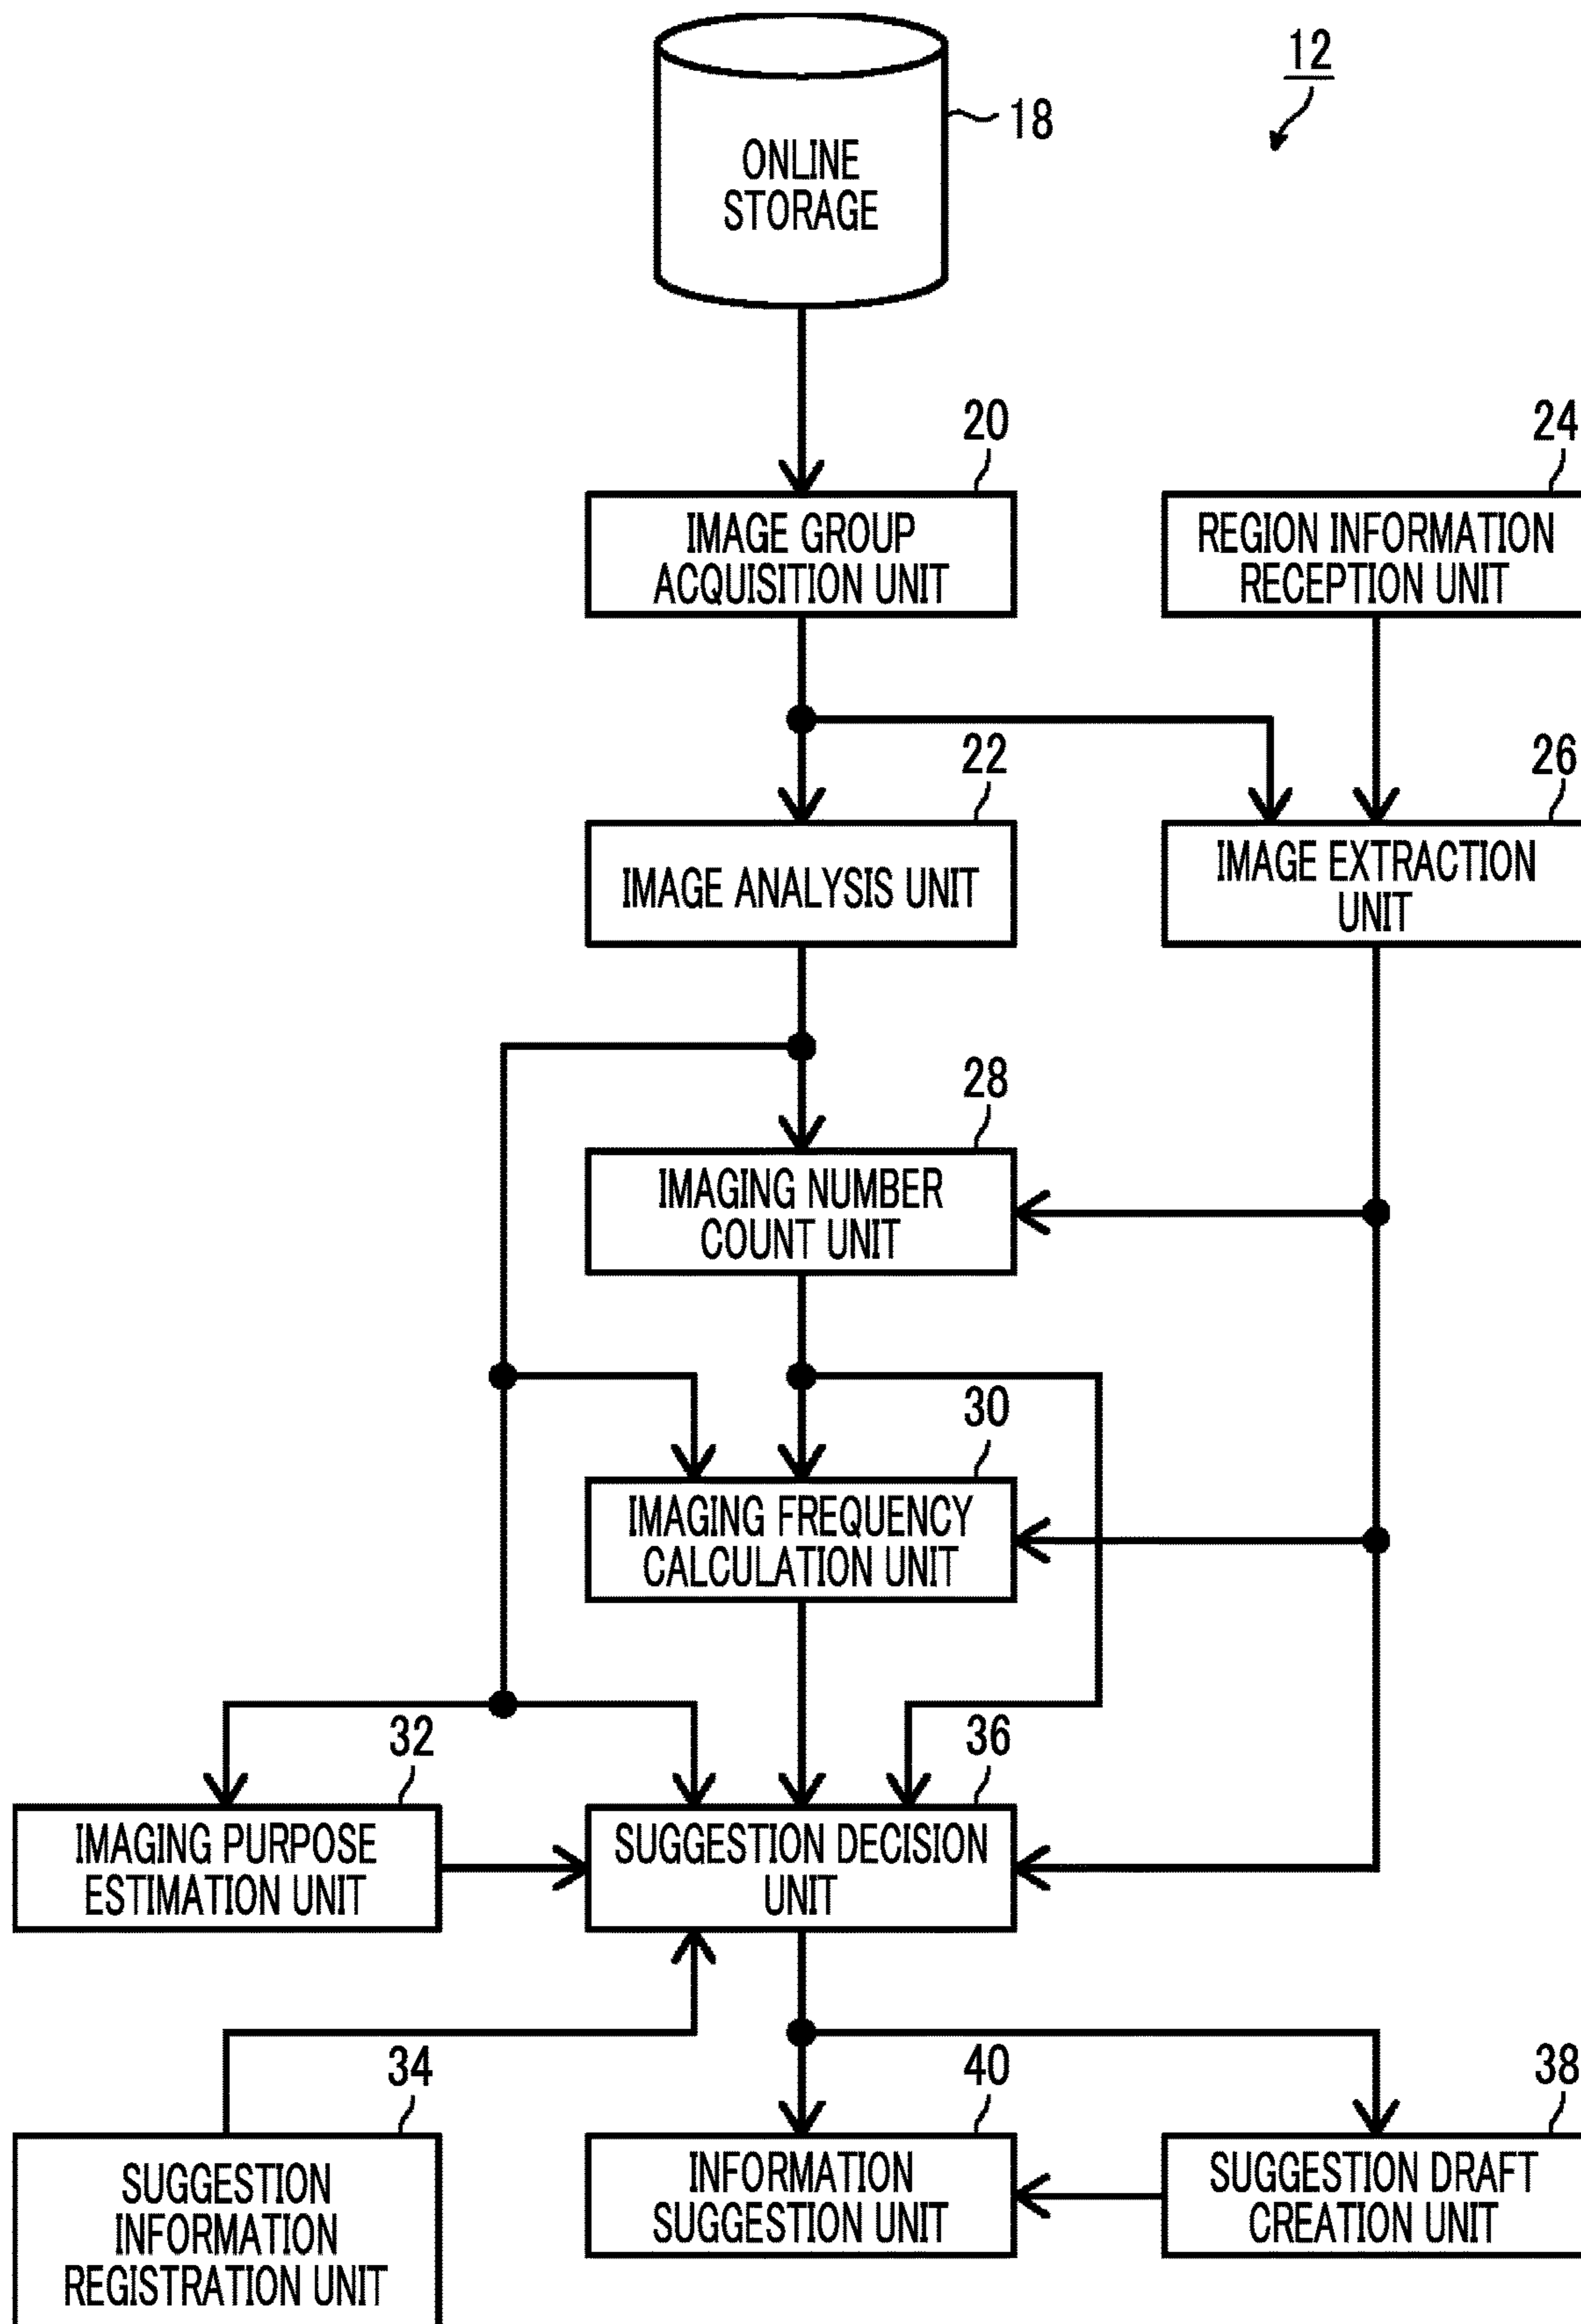 12
18
ONLINE
STORAGE
20
IMAGE GROUP
ACQUISITION UNIT
24
REGION INFORMATION
RECEPTION UNIT
22
IMAGE ANALYSIS UNIT
26
IMAGE EXTRACTION
UNIT
28
IMAGING NUMBER
COUNT UNIT
30
IMAGING FREQUENCY
CALCULATION UNIT
32
IMAGING PURPOSE
ESTIMATION UNIT
36
SUGGESTION DECISION
UNIT
34
SUGGESTION
INFORMATION
REGISTRATION UNIT
40
INFORMATION
SUGGESTION UNIT
38
SUGGESTION DRAFT
CREATION UNIT